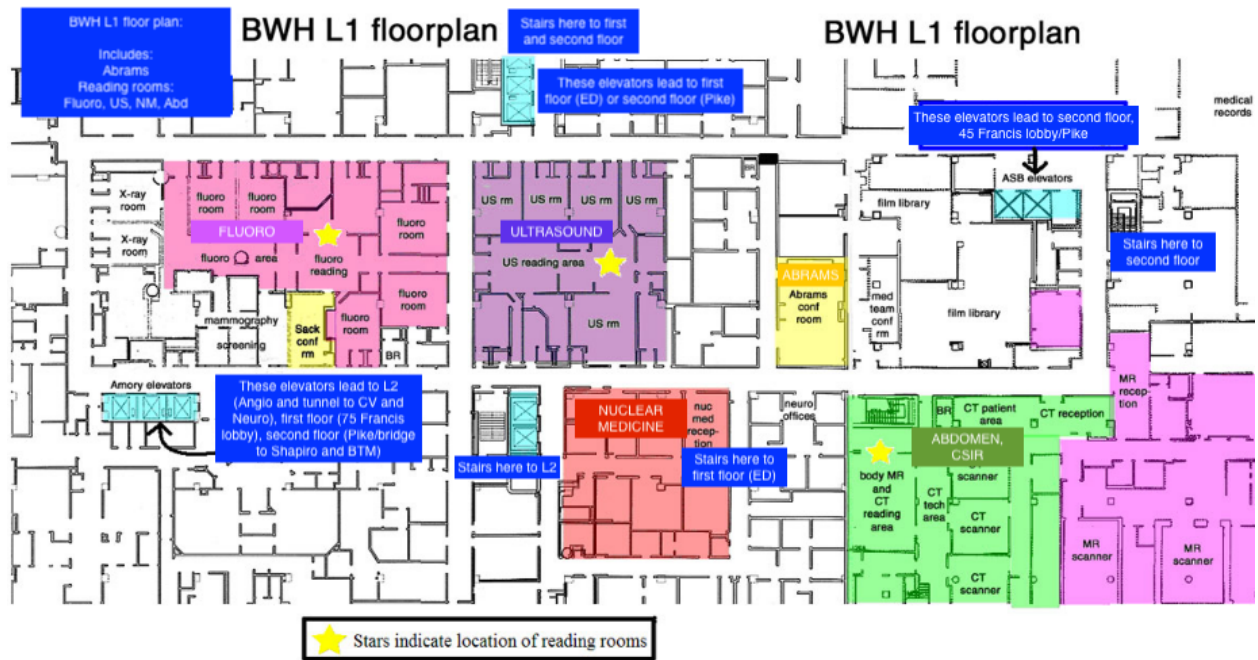 BWH L1 floor plan:
Includes:
Abrams
Reading rooms:
Fluoro, US, NM, Abd
BWH L1 floorplan
Stairs here to first
and second floor
BWH L1 floorplan
These elevators lead to first
floor (ED) or second floor (Pike)
These elevators lead to second floor,
45 Francis lobby/Pike
medical
records
X-ray
room
X-ray
room
fluoro
room
fluoro
room
fluoro
room
FLUORO
fluoro area
fluoro
reading
fluoro
room
fluoro
room
mammography
screening
Sack
conf
rm
BR
US rm
US rm
US rm
US rm
ULTRASOUND
US reading area
US rm
ABRAMS
Abrams
conf
room
film library
ASB elevators
med
team
conf rm
film library
Stairs here to
second floor
MR
recep-
tion
Amory elevators
These elevators lead to L2
(Angio and tunnel to CV and
Neuro), first floor (75 Francis
lobby), second floor (Pike/bridge
to Shapiro and BTM)
Stairs here to L2
NUCLEAR
MEDICINE
nuc
med
recep-
tion
Stairs here to
first floor (ED)
neuro
offices
BR
CT patient
area
CT reception
ABDOMEN,
CSIR
body MR
and
CT
reading
area
CT
tech
area
scanner
CT
scanner
CT
scanner
MR
scanner
MR
scanner
Stars indicate location of reading rooms